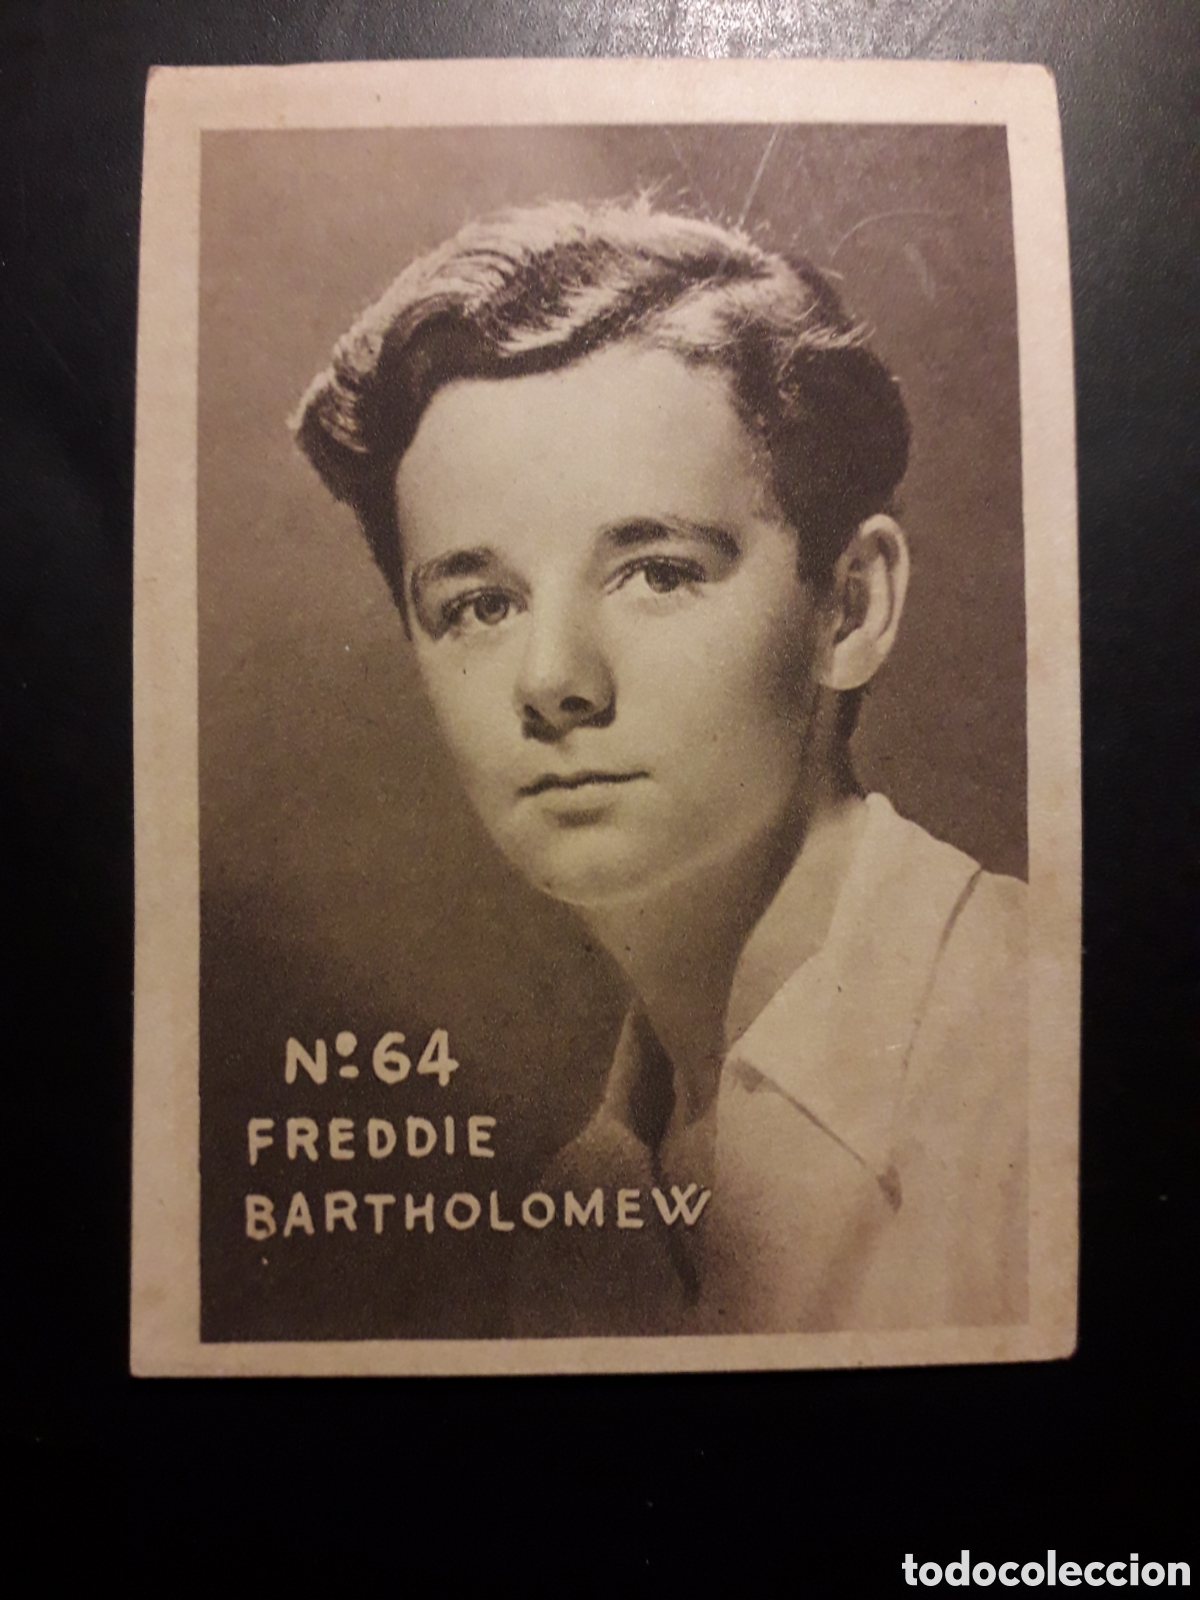 Nº 64
FREDDIE
BARTHOLOMEW
todocoleccion